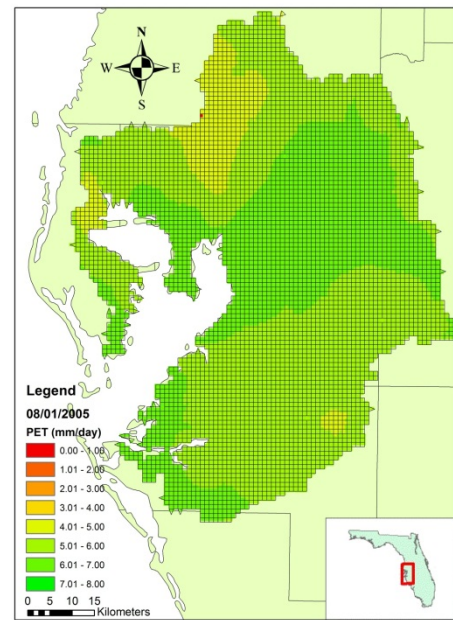 N
W E
S
Legend
08/01/2005
PET (mm/day)
0.00 - 1.00
1.01 - 2.00
2.01 - 3.00
3.01 - 4.00
4.01 - 5.00
5.01 - 6.00
6.01 - 7.00
7.01 - 8.00
0 5 10 15
Kilometers